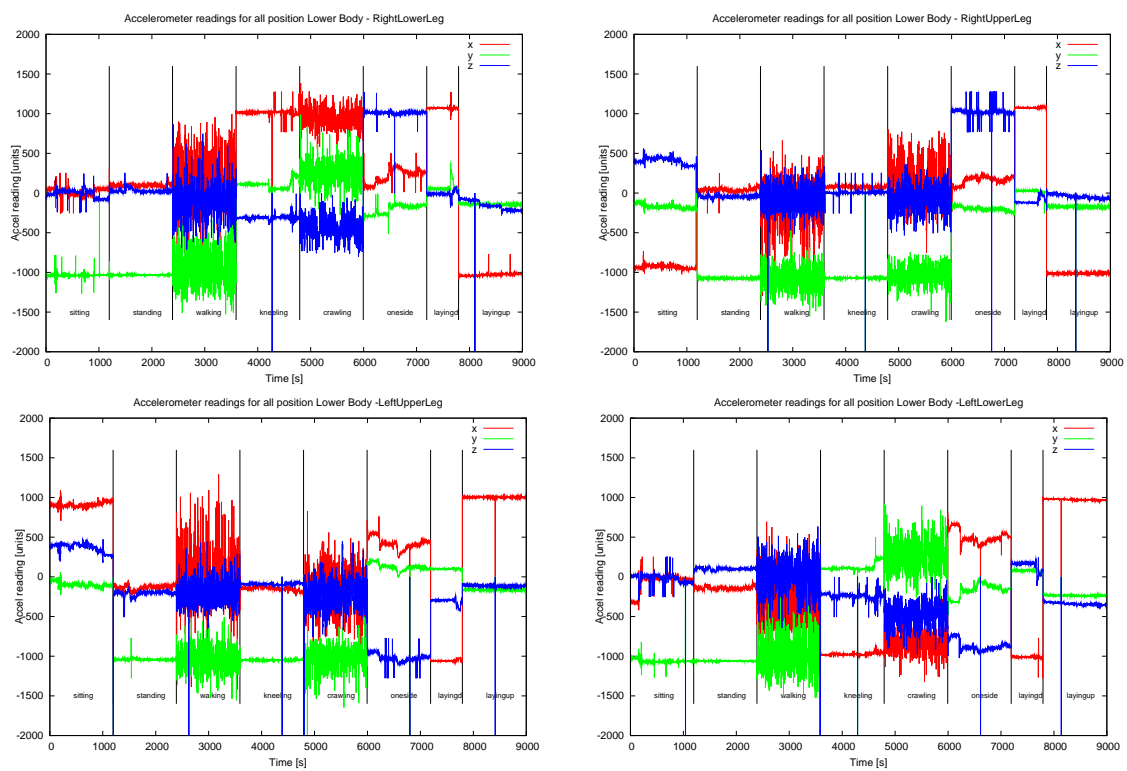 Accelerometer readings for all position Lower Body - RightLowerLeg
2000
1500
1000
500
0
-500
-1000
-1500
-2000
Accel reading [units]
x
y
z
sitting standing walking kneeling crawling oneside layingd layingup
0 1000 2000 3000 4000 5000 6000 7000 8000 9000
Time [s]
Accelerometer readings for all position Lower Body - RightUpperLeg
2000
1500
1000
500
0
-500
-1000
-1500
-2000
Accel reading [units]
x
y
z
sitting standing walking kneeling crawling oneside layingd layingup
0 1000 2000 3000 4000 5000 6000 7000 8000 9000
Time [s]
Accelerometer readings for all position Lower Body -LeftUpperLeg
2000
1500
1000
500
0
-500
-1000
-1500
-2000
Accel reading [units]
x
y
z
sitting standing walking kneeling crawling oneside layingd layingup
0 1000 2000 3000 4000 5000 6000 7000 8000 9000
Time [s]
Accelerometer readings for all position Lower Body -LeftLowerLeg
2000
1500
1000
500
0
-500
-1000
-1500
-2000
Accel reading [units]
x
y
z
sitting standing walking kneeling crawling oneside layingd layingup
0 1000 2000 3000 4000 5000 6000 7000 8000 9000
Time [s]